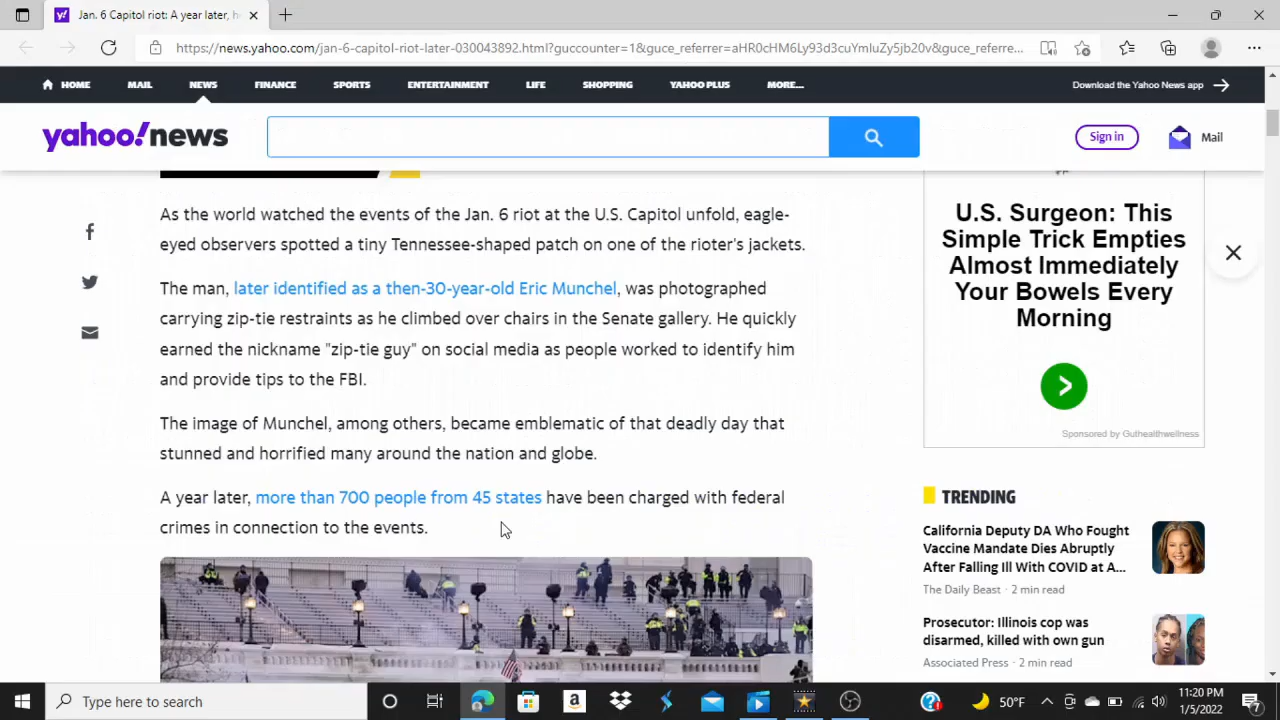 Jan. 6 Capitol riot: A year later, h
https://news.yahoo.com/jan-6-capitol-riot-later-030043892.html?guccounter=1&guce_referrer=aHR0cHM6Ly93d3cuYmluZy5jb20v&guce_referre...
HOME MAIL NEWS FINANCE SPORTS ENTERTAINMENT LIFE SHOPPING YAHOO PLUS MORE... Download the Yahoo News app
yahoo!news
Sign in Mail
As the world watched the events of the Jan. 6 riot at the U.S. Capitol unfold, eagle-
eyed observers spotted a tiny Tennessee-shaped patch on one of the rioter's jackets.
The man, later identified as a then-30-year-old Eric Munchel, was photographed
carrying zip-tie restraints as he climbed over chairs in the Senate gallery. He quickly
earned the nickname "zip-tie guy" on social media as people worked to identify him
and provide tips to the FBI.
The image of Munchel, among others, became emblematic of that deadly day that
stunned and horrified many around the nation and globe.
A year later, more than 700 people from 45 states have been charged with federal
crimes in connection to the events.
U.S. Surgeon: This
Simple Trick Empties
Almost Immediately
Your Bowels Every
Morning
Sponsored by Guthealthwellness
TRENDING
California Deputy DA Who Fought
Vaccine Mandate Dies Abruptly
After Falling Ill With COVID at A...
The Daily Beast · 2 min read
Prosecutor: Illinois cop was
disarmed, killed with own gun
Associated Press · 2 min read
Type here to search
50°F
11:20 PM
1/5/2022
7